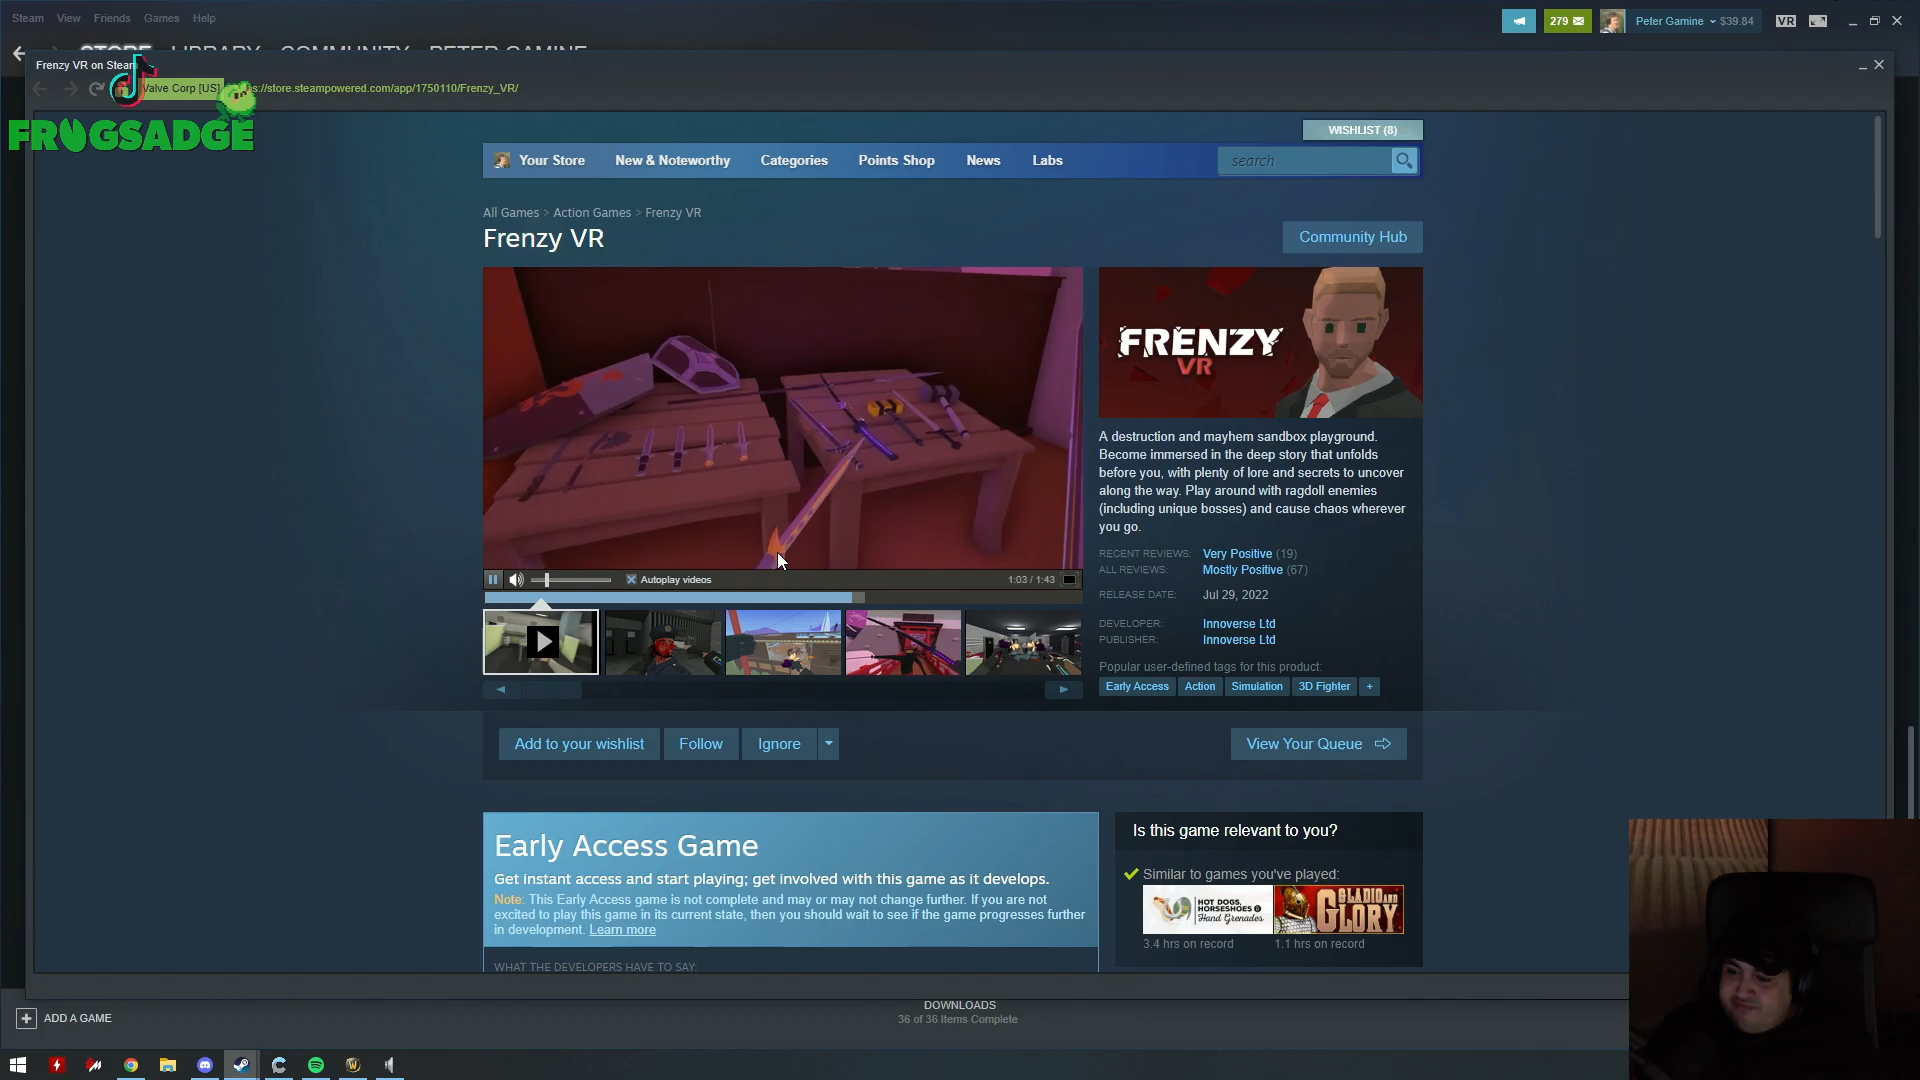 Steam View Friends Games Help
279
Peter Gamine
$39.84
VR
STORE LIBRARY COMMUNITY PETER GAMINE
Frenzy VR on Steam
Valve Corp [US]
s://store.steampowered.com/app/1750110/Frenzy_VR/
FROGSADGE
WISHLIST (8)
Your Store New & Noteworthy Categories Points Shop News Labs
search
All Games > Action Games > Frenzy VR
Frenzy VR
Community Hub
FRENZY
VR
A destruction and mayhem sandbox playground.
Become immersed in the deep story that unfolds
before you, with plenty of lore and secrets to uncover
along the way. Play around with ragdoll enemies
(including unique bosses) and cause chaos wherever
you go.
RECENT REVIEWS: Very Positive (19)
ALL REVIEWS: Mostly Positive (67)
RELEASE DATE: Jul 29, 2022
DEVELOPER: Innoverse Ltd
PUBLISHER: Innoverse Ltd
Popular user-defined tags for this product:
Early Access Action Simulation 3D Fighter +
Autoplay videos
1:03 / 1:43
Add to your wishlist Follow Ignore
View Your Queue
Early Access Game
Get instant access and start playing; get involved with this game as it develops.
Note: This Early Access game is not complete and may or may not change further. If you are not
excited to play this game in its current state, then you should wait to see if the game progresses further
in development. Learn more
WHAT THE DEVELOPERS HAVE TO SAY:
Is this game relevant to you?
Similar to games you've played:
HOT DOGS,
HORSESHOES &
Hand Grenades
GLADIO AND
GLORY
3.4 hrs on record
1.1 hrs on record
ADD A GAME
DOWNLOADS
36 of 36 Items Complete